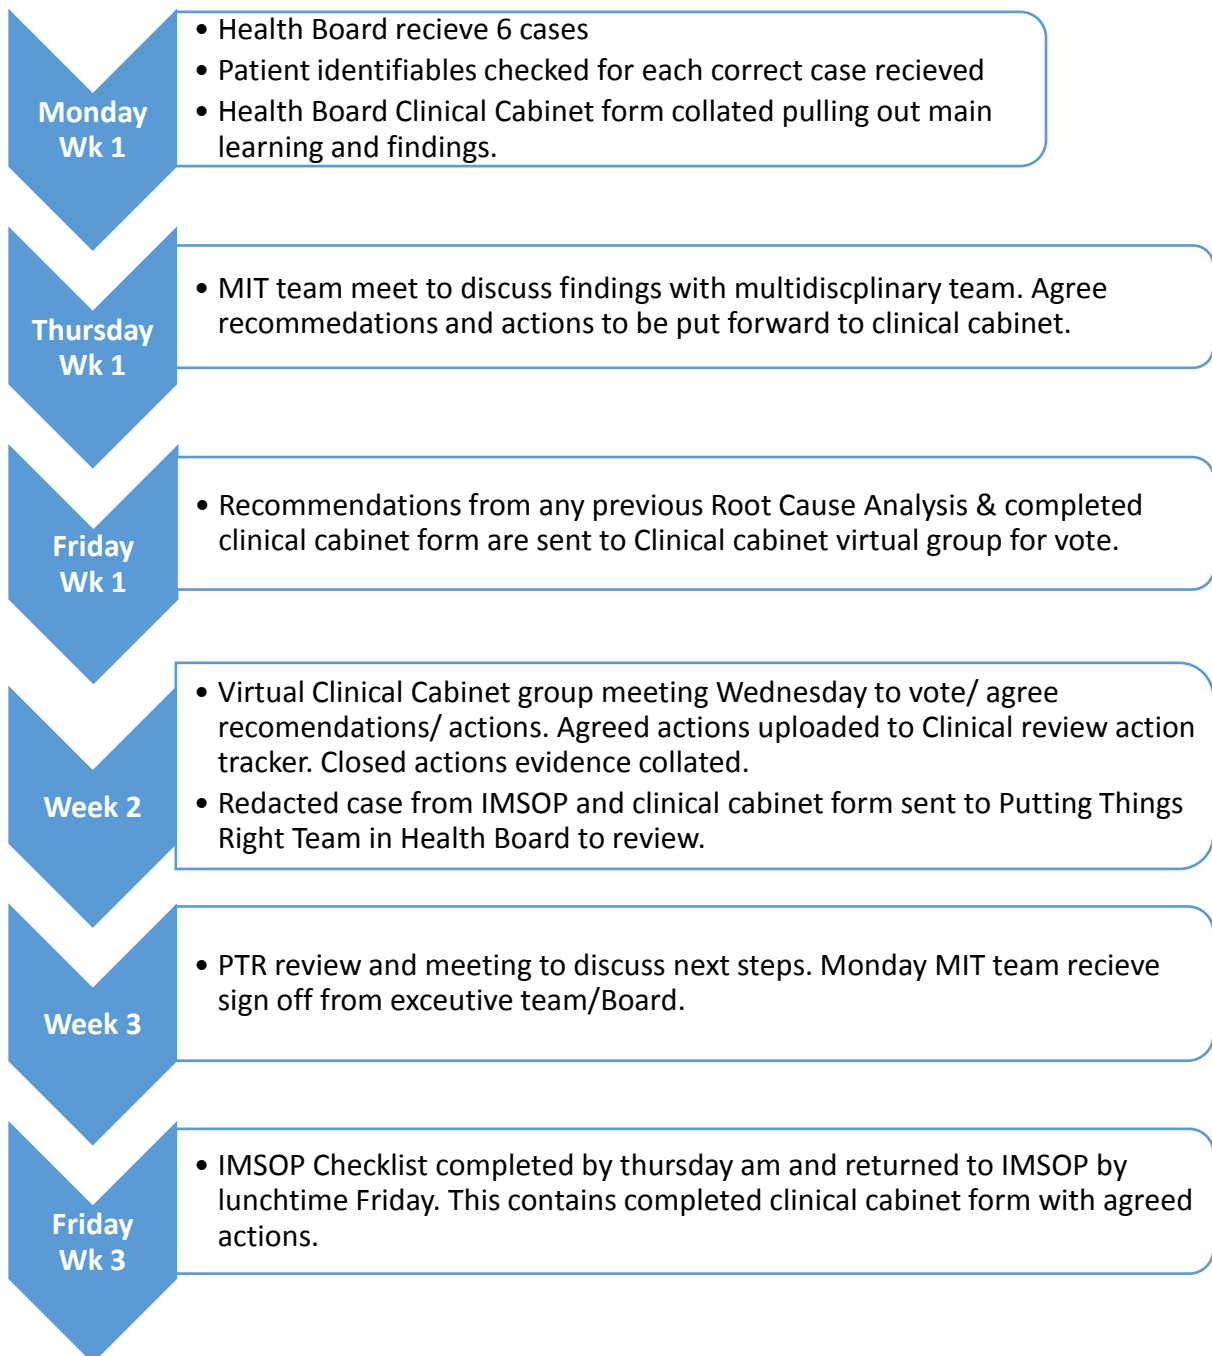 Monday
Wk 1
• Health Board recieve 6 cases
• Patient identifiables checked for each correct case recieved
• Health Board Clinical Cabinet form collated pulling out main
learning and findings.
Thursday
Wk 1
• MIT team meet to discuss findings with multidiscplinary team. Agree
recommedations and actions to be put forward to clinical cabinet.
Friday
Wk 1
• Recommendations from any previous Root Cause Analysis & completed
clinical cabinet form are sent to Clinical cabinet virtual group for vote.
Week 2
• Virtual Clinical Cabinet group meeting Wednesday to vote/ agree
recomendations/ actions. Agreed actions uploaded to Clinical review action
tracker. Closed actions evidence collated.
• Redacted case from IMSOP and clinical cabinet form sent to Putting Things
Right Team in Health Board to review.
Week 3
• PTR review and meeting to discuss next steps. Monday MIT team recieve
sign off from exceutive team/Board.
Friday
Wk 3
• IMSOP Checklist completed by thursday am and returned to IMSOP by
lunchtime Friday. This contains completed clinical cabinet form with agreed
actions.